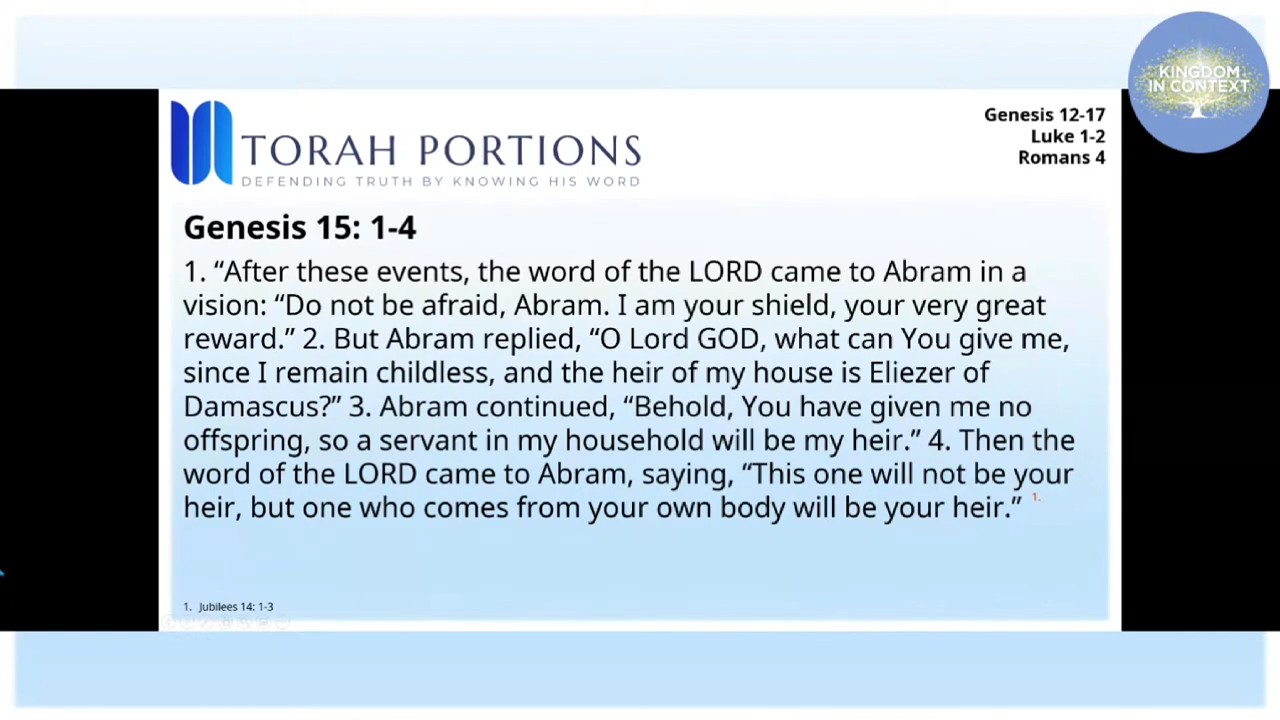 KINGDOM
IN CONTEXT
TORAH PORTIONS
DEFENDING TRUTH BY KNOWING HIS WORD
Genesis 12-17
Luke 1-2
Romans 4
Genesis 15: 1-4
1. “After these events, the word of the LORD came to Abram in a
vision: “Do not be afraid, Abram. I am your shield, your very great
reward.” 2. But Abram replied, “O Lord GOD, what can You give me,
since I remain childless, and the heir of my house is Eliezer of
Damascus?” 3. Abram continued, “Behold, You have given me no
offspring, so a servant in my household will be my heir.” 4. Then the
word of the LORD came to Abram, saying, “This one will not be your
heir, but one who comes from your own body will be your heir.” 1.
1. Jubilees 14: 1-3